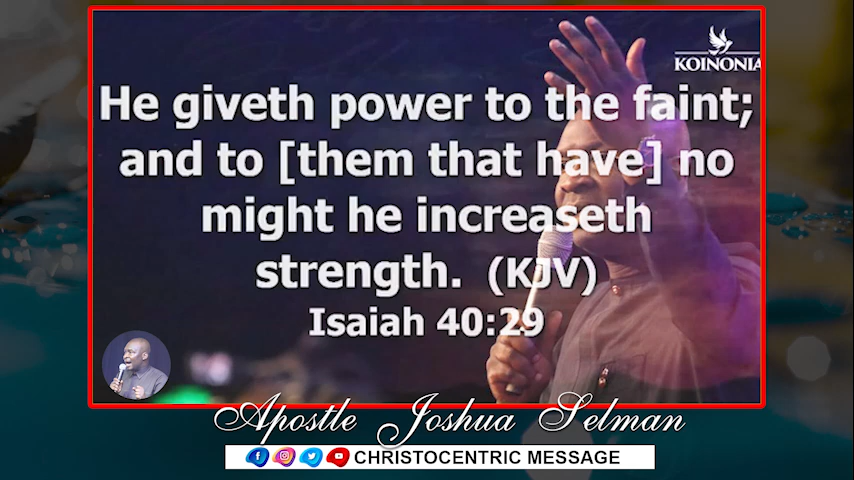 KOINONIA
He giveth power to the faint;
and to [them that have] no
might he increaseth
strength. (KJV)
Isaiah 40:29
Apostle Joshua Selman
CHRISTOCENTRIC MESSAGE